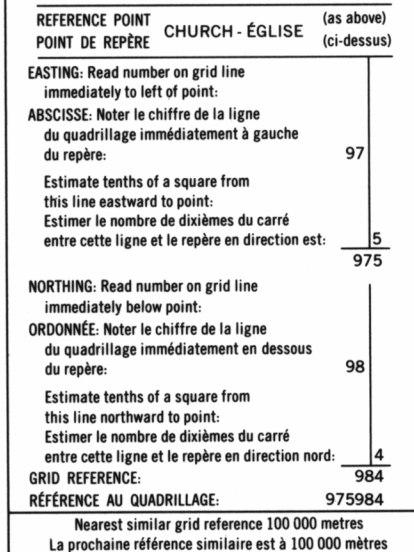 REFERENCE POINT CHURCH - ÉGLISE (as above)
POINT DE REPÈRE (ci-dessus)
EASTING: Read number on grid line
immediately to left of point:
ABSCISSE: Noter le chiffre de la ligne
du quadrillage immédiatement à gauche
du repère: 97
Estimate tenths of a square from
this line eastward to point:
Estimer le nombre de dixièmes du carré
entre cette ligne et le repère en direction est: 5
975
NORTHING: Read number on grid line
immediately below point:
ORDONNÉE: Noter le chiffre de la ligne
du quadrillage immédiatement en dessous
du repère: 98
Estimate tenths of a square from
this line northward to point:
Estimer le nombre de dixièmes du carré
entre cette ligne et le repère en direction nord: 4
GRID REFERENCE: 984
RÉFÉRENCE AU QUADRILLAGE: 975984
Nearest similar grid reference 100 000 metres
La prochaine référence similaire est à 100 000 mètres